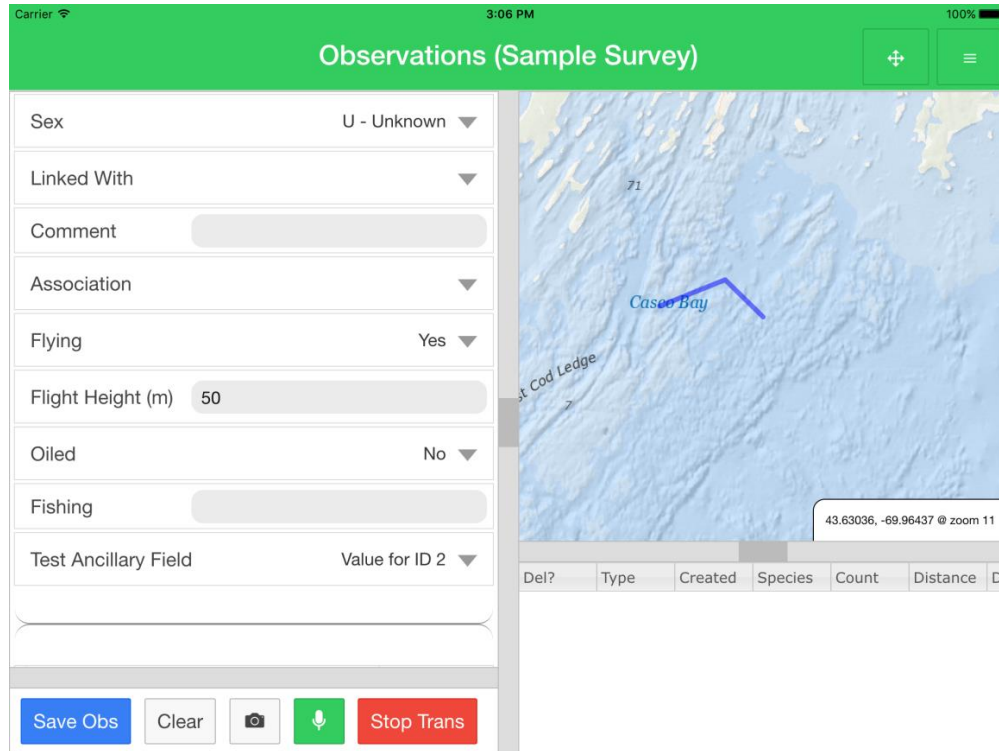 Carrier 3:06 PM 100%
Observations (Sample Survey)
Sex U - Unknown
Linked With
Comment
Association
Flying Yes
Flight Height (m) 50
Oiled No
Fishing
Test Ancillary Field Value for ID 2
Save Obs Clear Stop Trans
71
Casco Bay
st Cod Ledge
7
43.63036, -69.96437 @ zoom 11
Del? Type Created Species Count Distance D